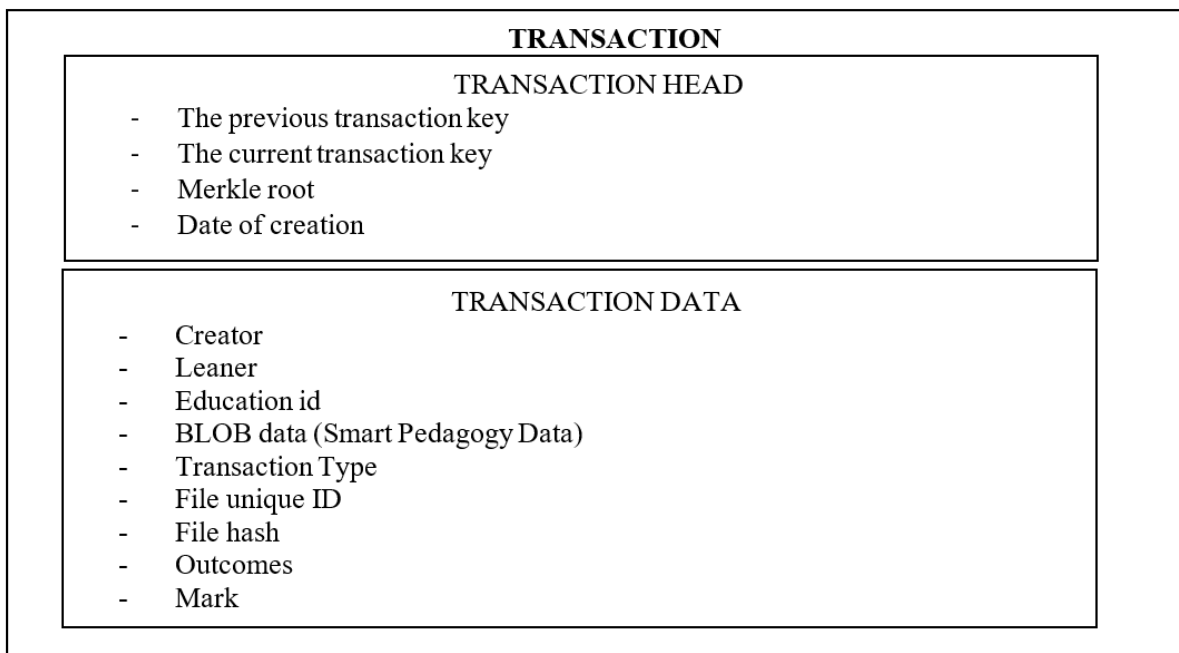 TRANSACTION
TRANSACTION HEAD
- The previous transaction key
- The current transaction key
- Merkle root
- Date of creation
TRANSACTION DATA
- Creator
- Leaner
- Education id
- BLOB data (Smart Pedagogy Data)
- Transaction Type
- File unique ID
- File hash
- Outcomes
- Mark